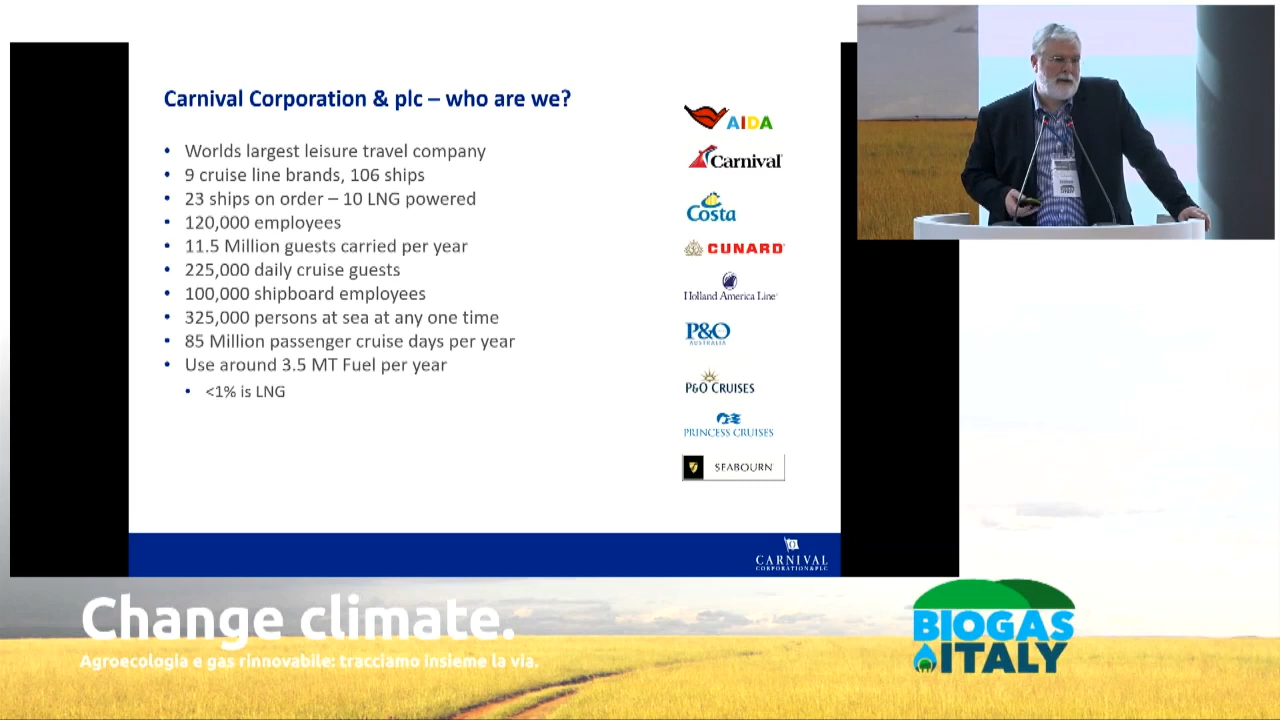 Carnival Corporation & plc – who are we?
• Worlds largest leisure travel company
• 9 cruise line brands, 106 ships
• 23 ships on order – 10 LNG powered
• 120,000 employees
• 11.5 Million guests carried per year
• 225,000 daily cruise guests
• 100,000 shipboard employees
• 325,000 persons at sea at any one time
• 85 Million passenger cruise days per year
• Use around 3.5 MT Fuel per year
• <1% is LNG
AIDA
Carnival
Costa
CUNARD
Holland America Line
P&O
AUSTRALIA
P&O CRUISES
PRINCESS CRUISES
SEABOURN
CARNIVAL
CORPORATION & PLC
Change climate.
Agroecologia e gas rinnovabile: tracciamo insieme la via.
BIOGAS
ITALY